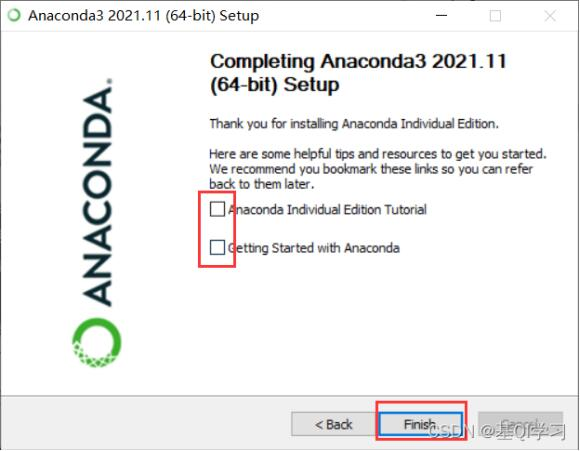 Anaconda3 2021.11 (64-bit) Setup
Completing Anaconda3 2021.11
(64-bit) Setup
Thank you for installing Anaconda Individual Edition.
Here are some helpful tips and resources to get you started.
We recommend you bookmark these links so you can refer
back to them later.
Anaconda Individual Edition Tutorial
Getting Started with Anaconda
ANACONDA.
< Back
Finish
Cancel
CSDN @基QI学习